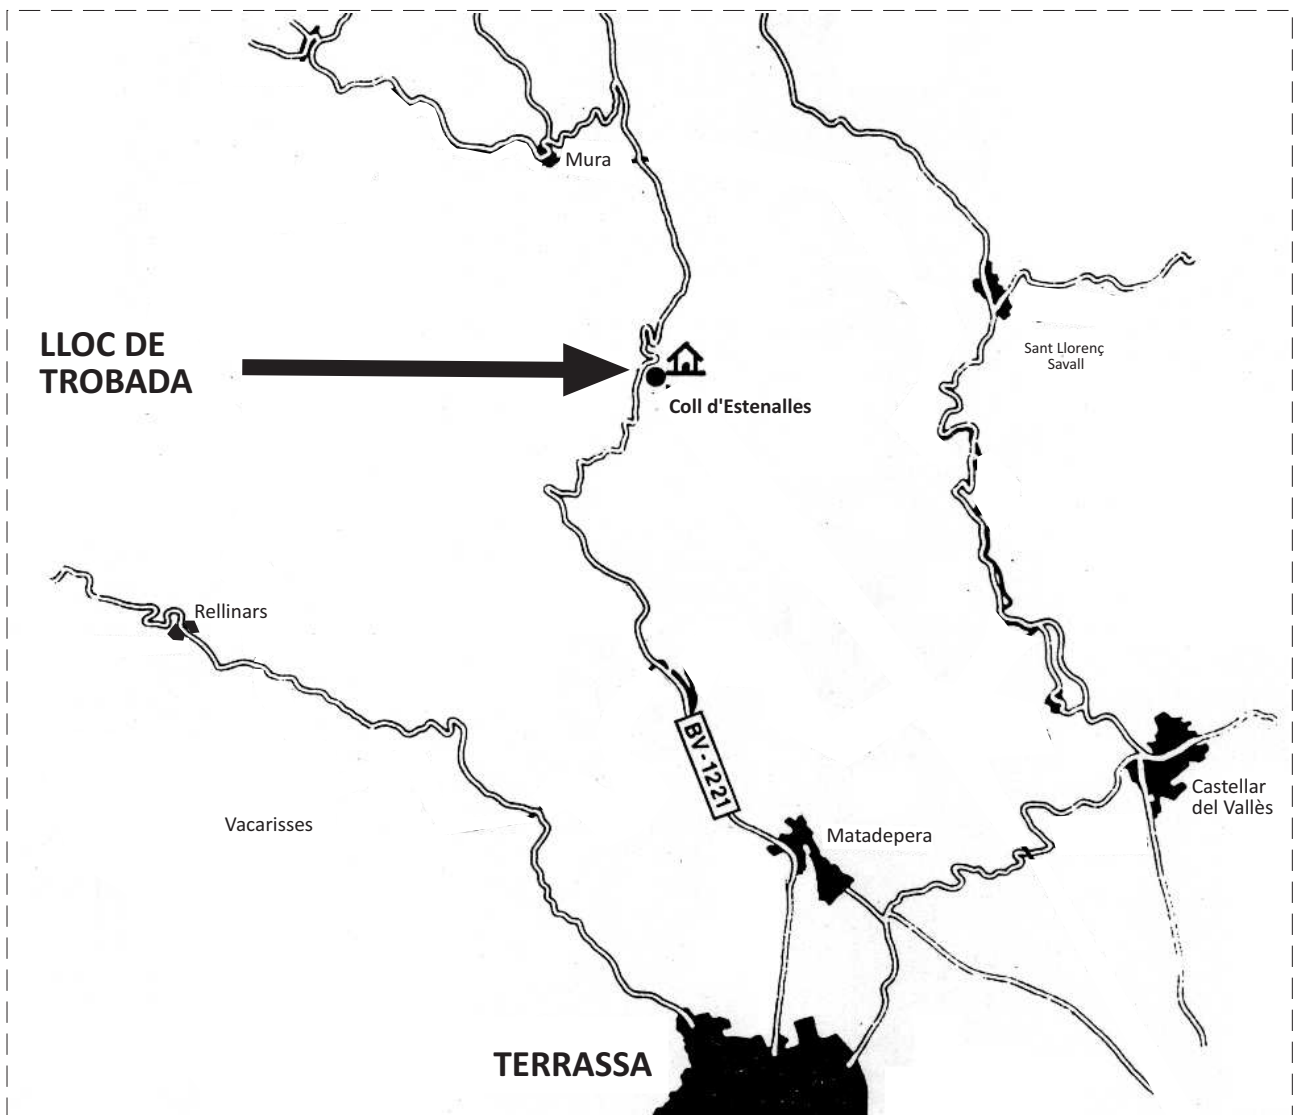 Mura
LLOC DE
TROBADA
Sant Llorenç
Savall
Coll d'Estenalles
Rellinars
BV-1221
Castellar
del Vallès
Vacarisses
Matadepera
TERRASSA